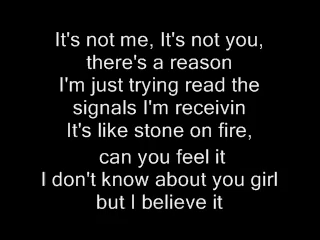 It's not me, It's not you,
there's a reason
I'm just trying read the
signals I'm receivin
It's like stone on fire,
can you feel it
I don't know about you girl
but I believe it